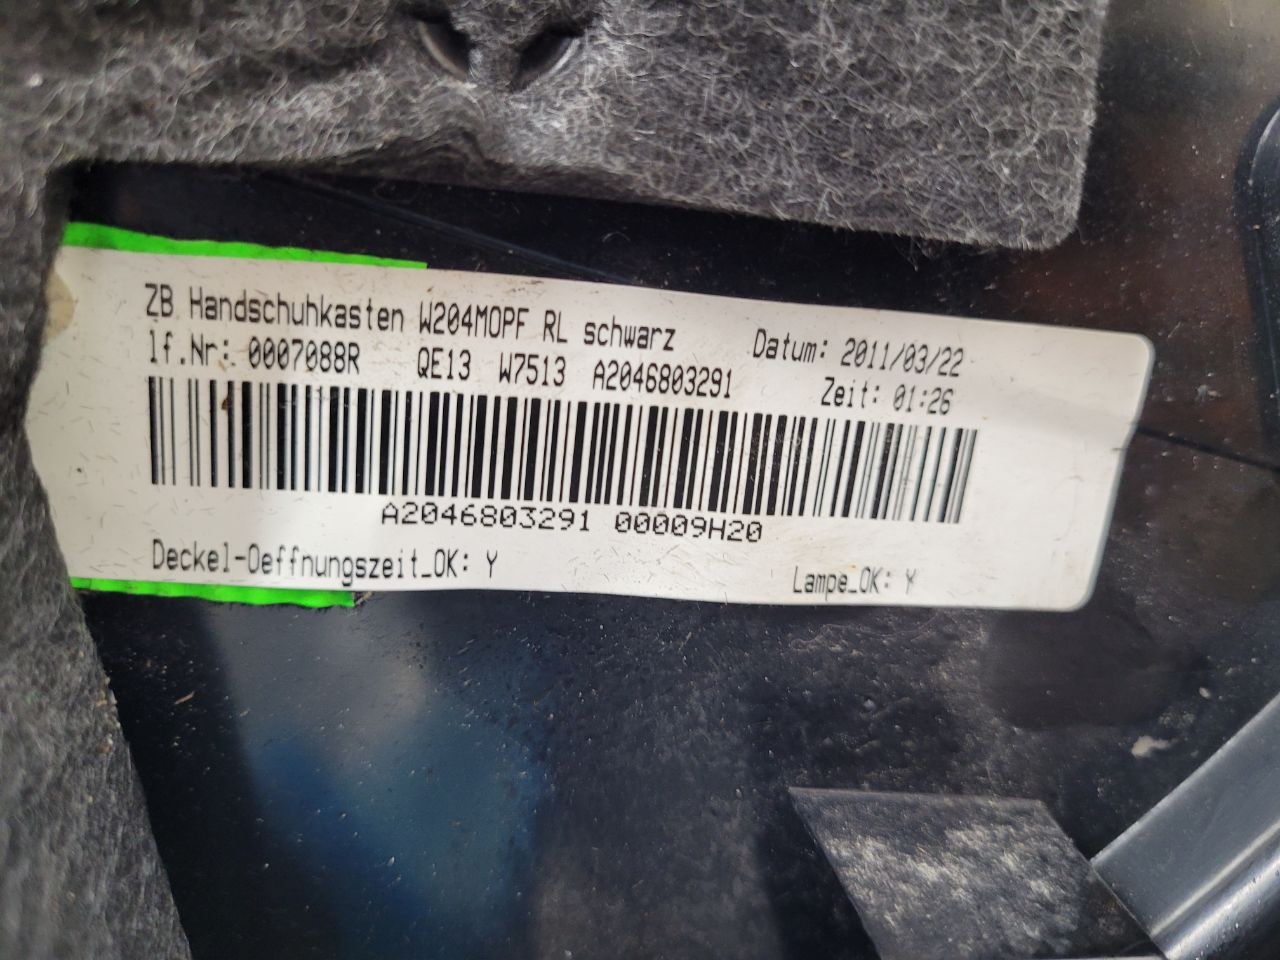 ZB Handschuhkasten W204MOPF RL schwarz Datum: 2011/03/22
lf.Nr: 0007088R QE13 W7513 A2046803291 Zeit: 01:26
A2046803291 00009H20
Deckel-Oeffnungszeit_OK: Y Lampe_OK: Y